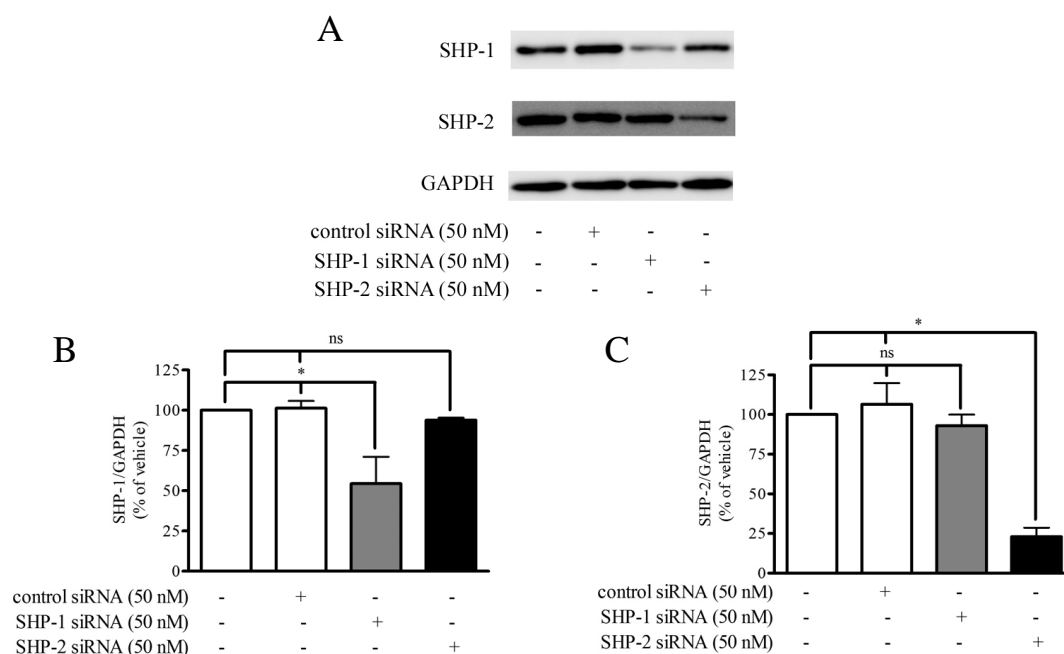 A
SHP-1
SHP-2
GAPDH
control siRNA (50 nM) - + - -
SHP-1 siRNA (50 nM) - - + -
SHP-2 siRNA (50 nM) - - - +
B
ns
*
125
100
75
50
25
0
SHP-1/GAPDH
(% of vehicle)
control siRNA (50 nM) - + - -
SHP-1 siRNA (50 nM) - - + -
SHP-2 siRNA (50 nM) - - - +
C
*
ns
125
100
75
50
25
0
SHP-2/GAPDH
(% of vehicle)
control siRNA (50 nM) - + - -
SHP-1 siRNA (50 nM) - - + -
SHP-2 siRNA (50 nM) - - - +